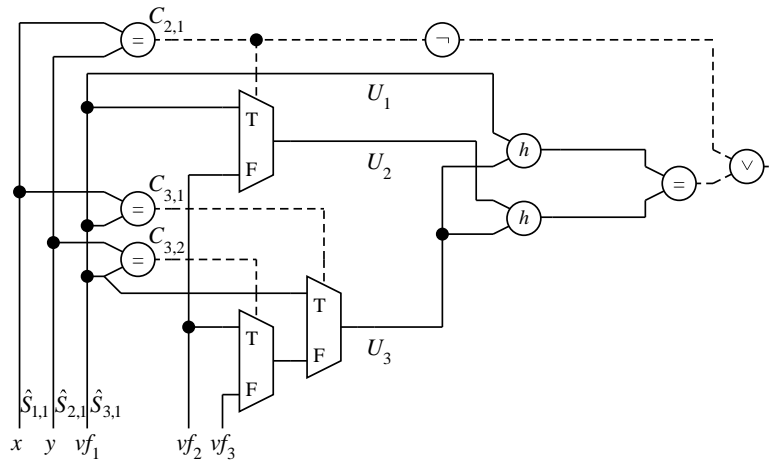 C2,1
= ¬
U1
T
h
U2
F
∨
C3,1
=
=
h
C3,2
=
T
T
F
U3
F
Ŝ1,1 Ŝ2,1 Ŝ3,1
x y vf1 vf2 vf3